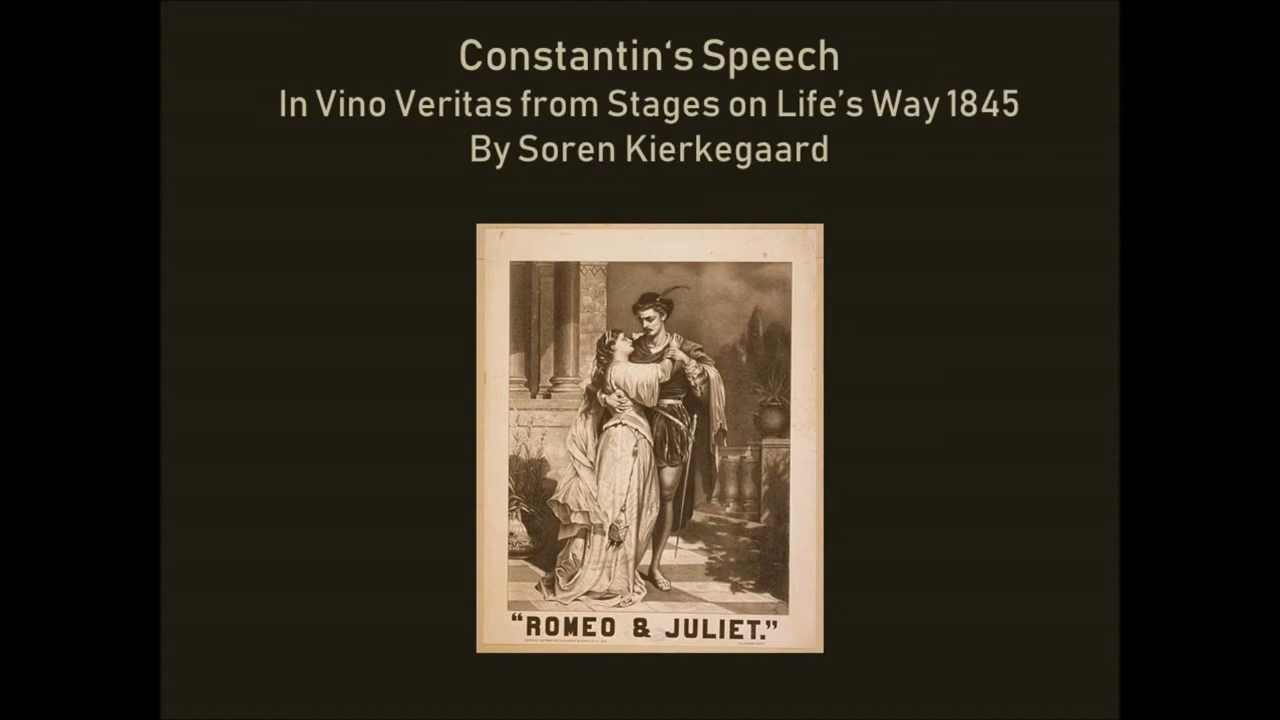 Constantin‘s Speech
In Vino Veritas from Stages on Life’s Way 1845
By Soren Kierkegaard
“ROMEO & JULIET.”